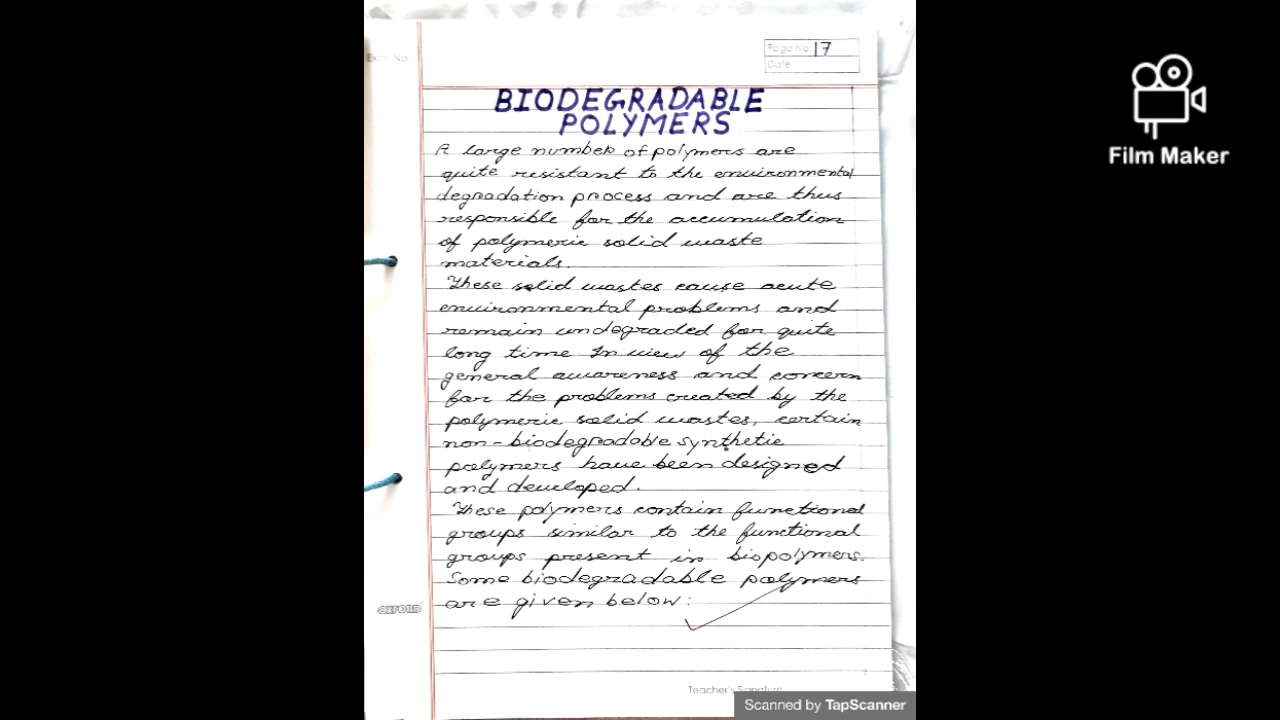 Page No. 17
Date
BIODEGRADABLE
POLYMERS
A large number of polymers are
quite resistant to the environmental
degradation process and are thus
responsible for the accumulation
of polymeric solid waste
materials.
These solid wastes cause acute
environmental problems and
remain undegraded for quite
long time In view of the
general awareness and concern
for the problems created by the
polymeric solid wastes, certain
non-biodegradable synthetic
polymers have been designed
and developed.
These polymers contain functional
groups similar to the functional
groups present in biopolymers.
Some biodegradable polymers
are given below:
Teacher's Signature
Scanned by TapScanner
Film Maker